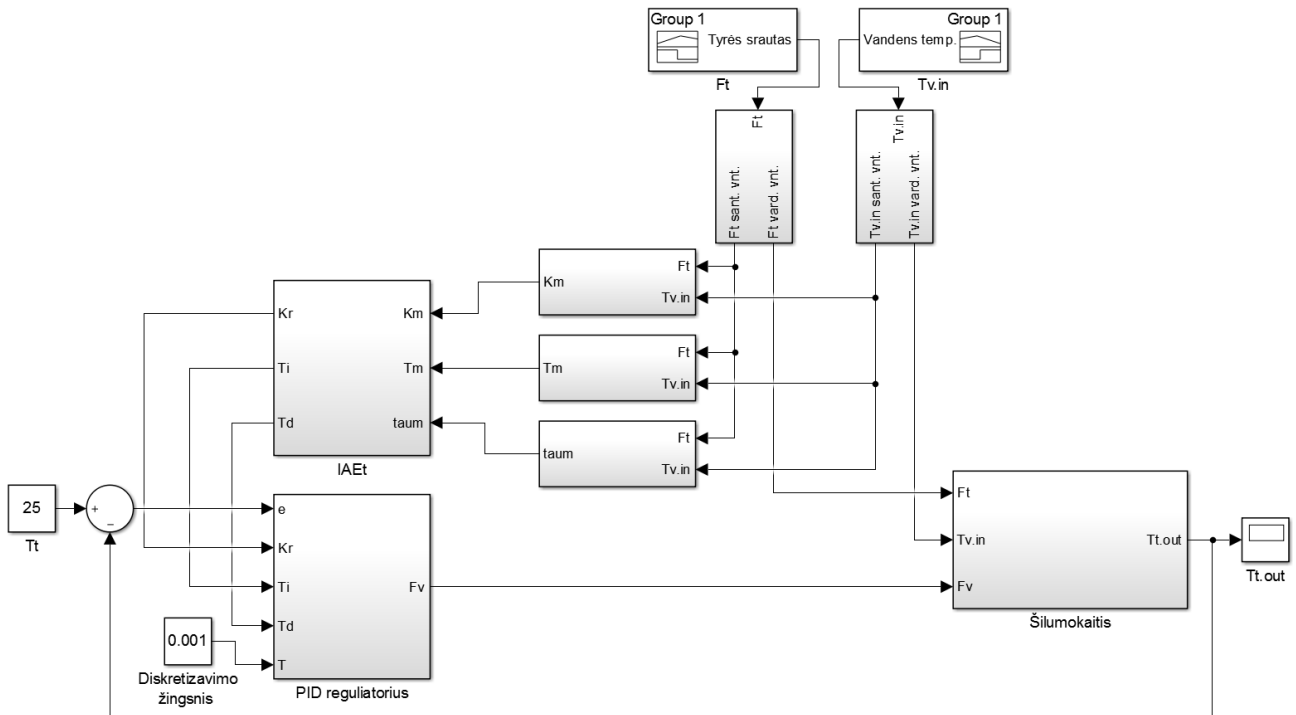 Group 1
Tyrės srautas
Ft
Group 1
Vandens temp.
Tv.in
Ft
Ft sant. vnt.
Ft vard. vnt.
Tv.in
Tv.in sant. vnt.
Tv.in vard. vnt.
Km
Ft
Tv.in
Tm
Ft
Tv.in
taum
Ft
Tv.in
Kr
Km
Ti
Tm
Td
taum
IAEt
25
Tt
+
−
e
Kr
Ti
Td
T
Fv
PID reguliatorius
0.001
Diskretizavimo
žingsnis
Ft
Tv.in
Fv
Tt.out
Šilumokaitis
Tt.out